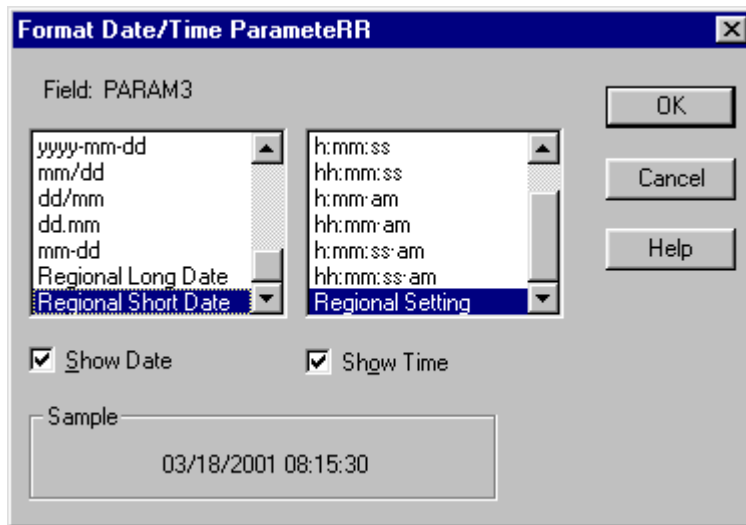 Format Date/Time ParameteRR
Field: PARAM3
yyyy-mm-dd
mm/dd
dd/mm
dd.mm
mm-dd
Regional Long Date
Regional Short Date
h:mm:ss
hh:mm:ss
h:mm·am
hh:mm·am
h:mm:ss·am
hh:mm:ss·am
Regional Setting
OK
Cancel
Help
Show Date
Show Time
Sample
03/18/2001 08:15:30